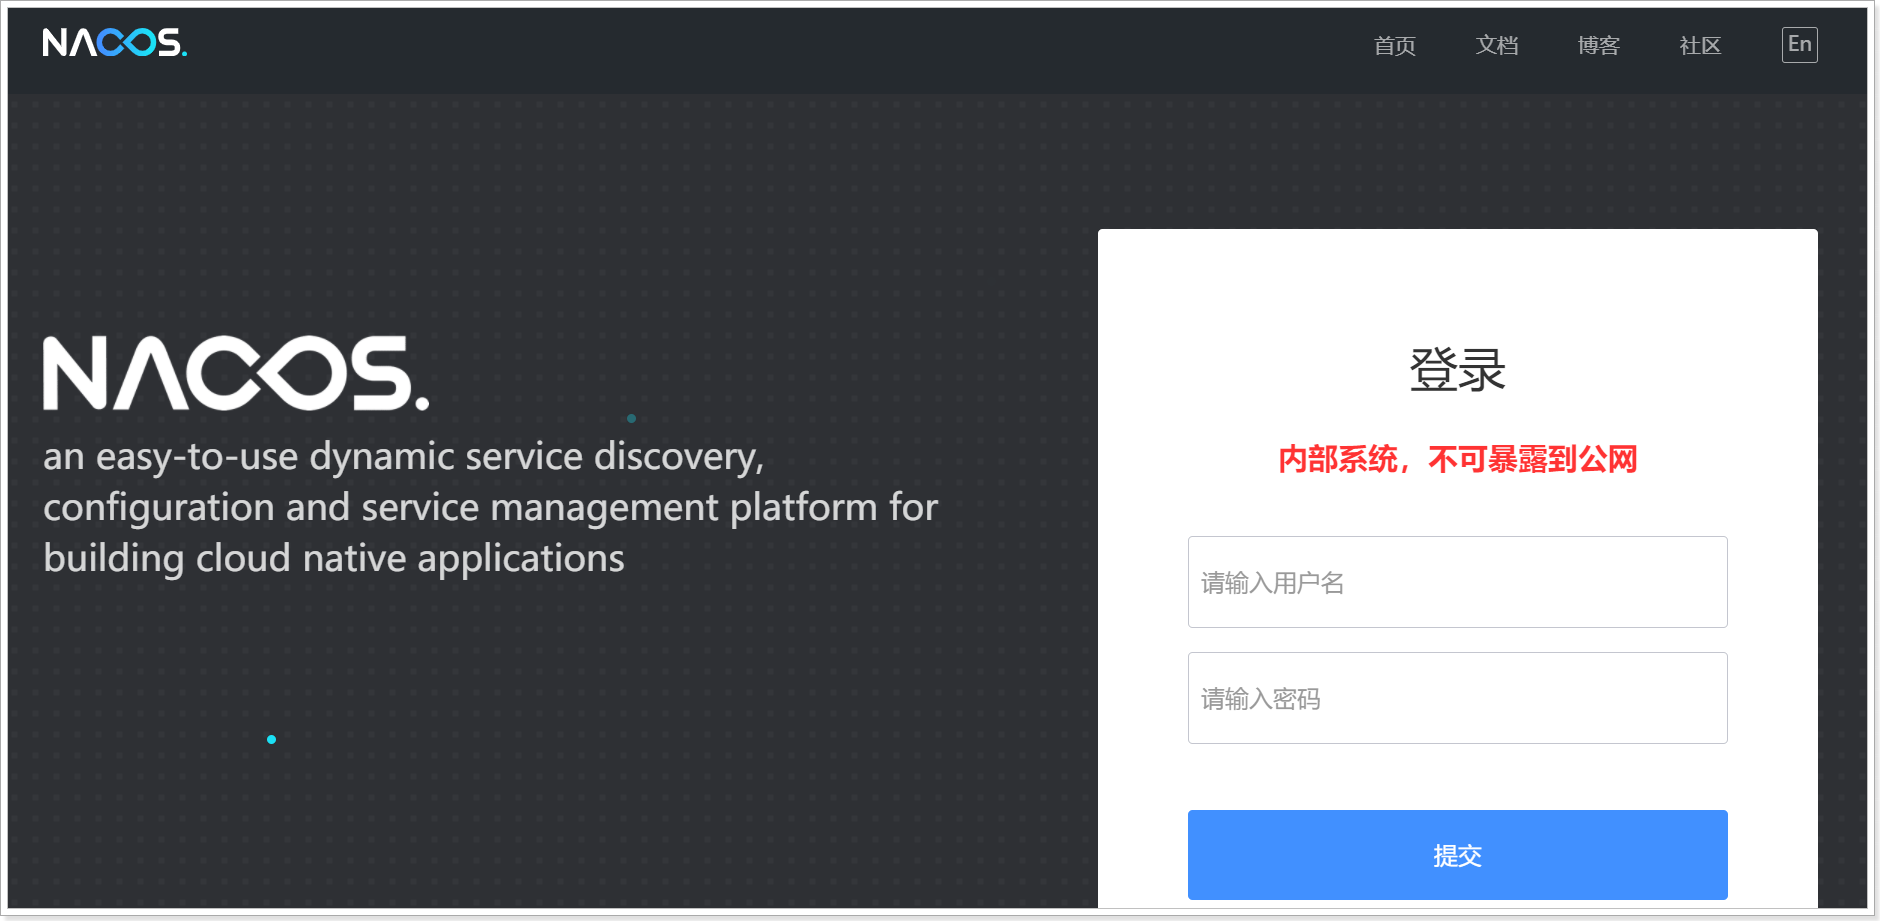 NACOS.
首页 文档 博客 社区 En
NACOS.
an easy-to-use dynamic service discovery,
configuration and service management platform for
building cloud native applications
登录
内部系统，不可暴露到公网
请输入用户名
请输入密码
提交